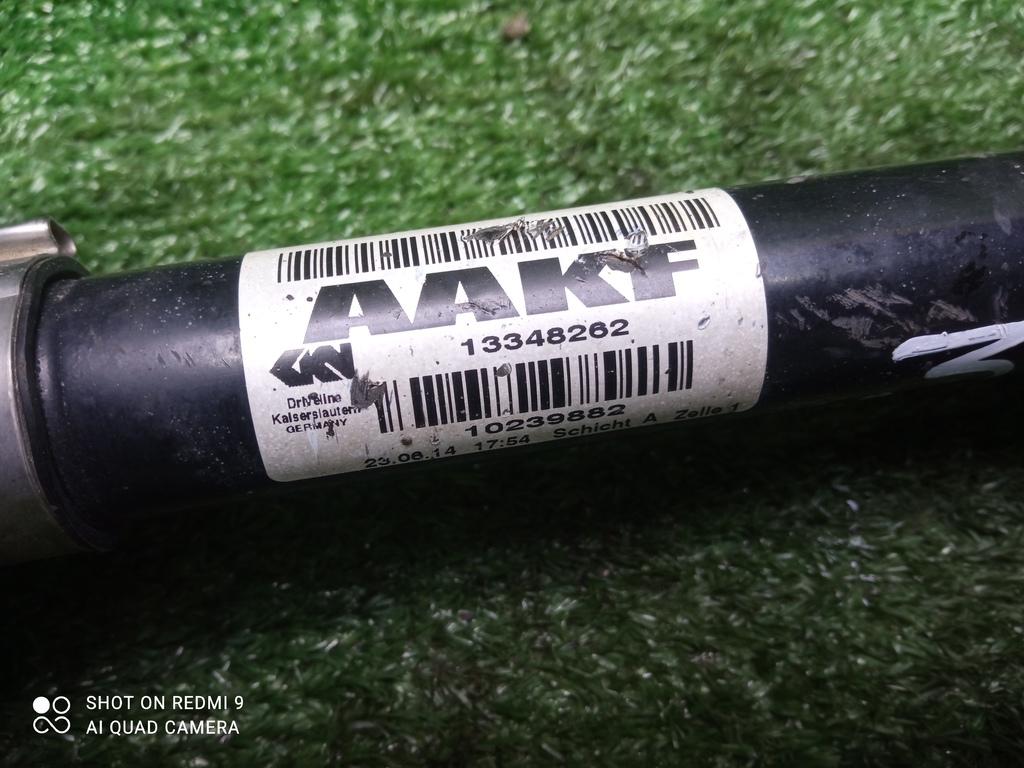 AAKF
13348262
GKN
Driveline
Kaiserslautern
GERMANY
10239882
23.06.14 17:54 Schicht A Zelle 1
SHOT ON REDMI 9
AI QUAD CAMERA